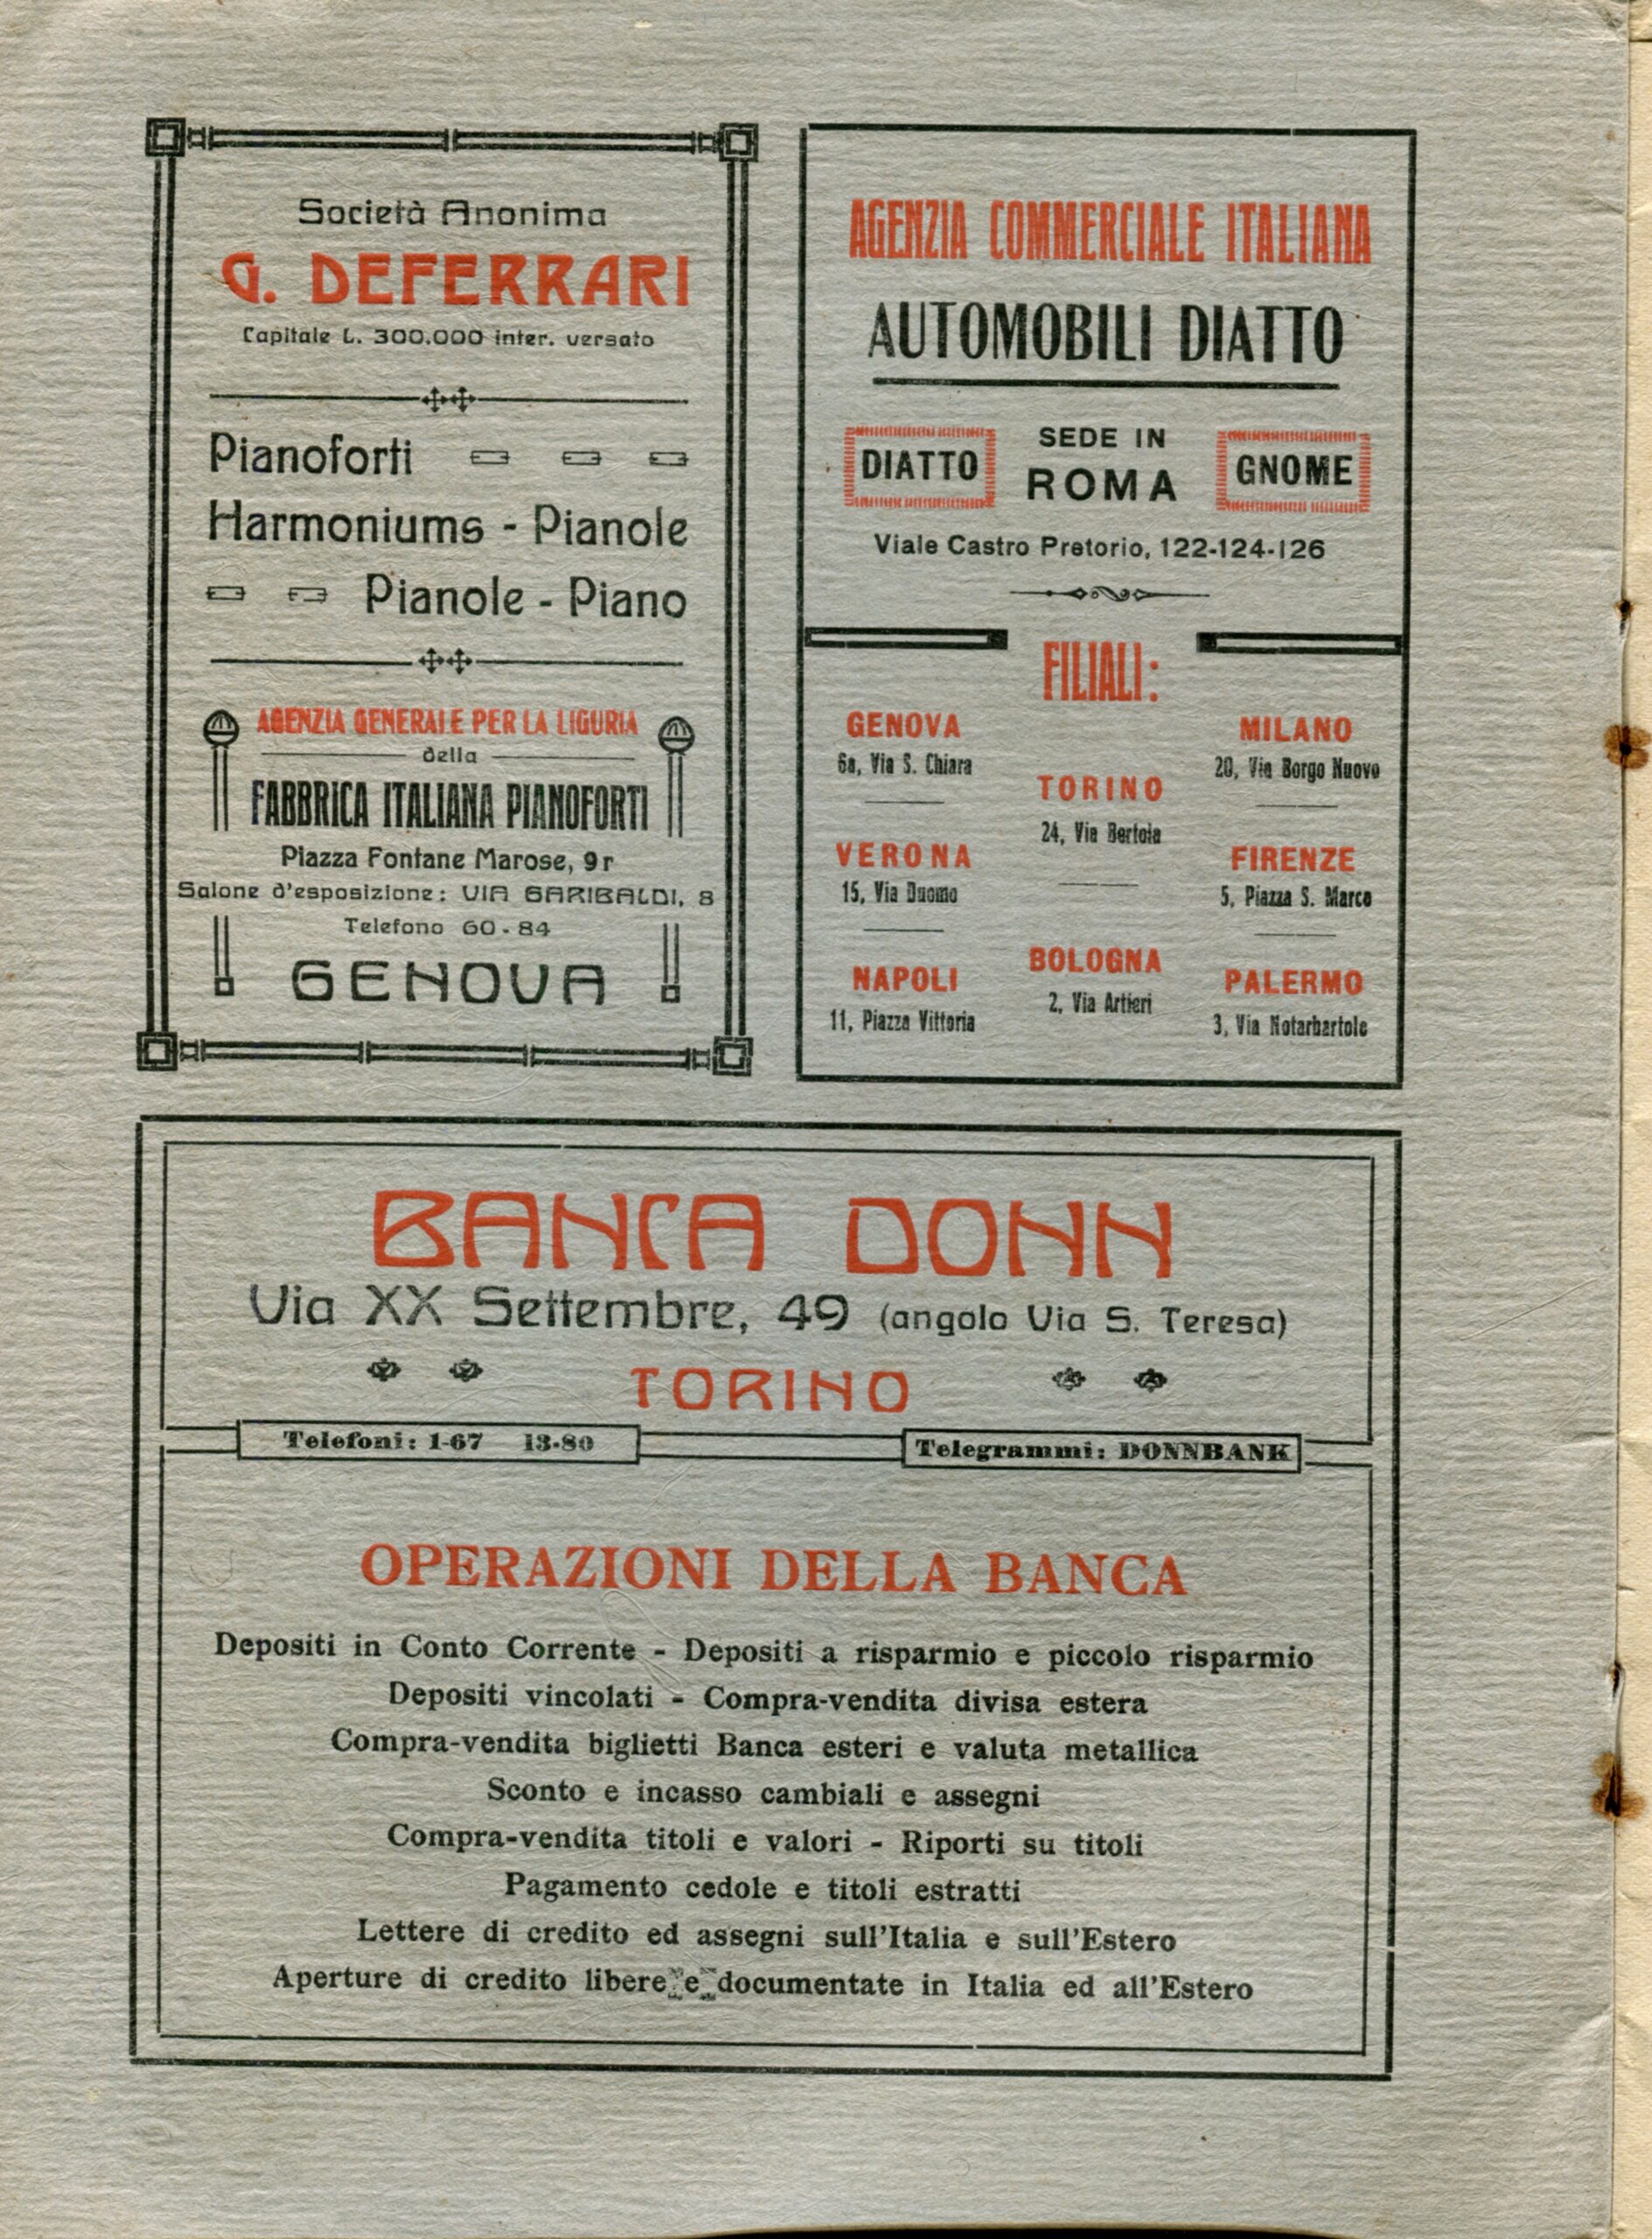 Società Anonima
G. DEFERRARI
Capitale L. 300.000 inter. versato
Pianoforti
Harmoniums - Pianole
Pianole - Piano
AGENZIA GENERALE PER LA LIGURIA
della
FABBRICA ITALIANA PIANOFORTI
Piazza Fontane Marose, 9 r
Salone d'esposizione: VIA GARIBALDI, 8
Telefono 60-84
GENOVA
AGENZIA COMMERCIALE ITALIANA
AUTOMOBILI DIATTO
DIATTO
SEDE IN
ROMA
GNOME
Viale Castro Pretorio, 122-124-126
FILIALI:
GENOVA
6a, Via S. Chiara
VERONA
15, Via Duomo
NAPOLI
11, Piazza Vittoria
TORINO
24, Via Bertola
BOLOGNA
2, Via Artieri
MILANO
20, Via Borgo Nuovo
FIRENZE
5, Piazza S. Marco
PALERMO
3, Via Notarbartolo
BANCA DONN
Via XX Settembre, 49 (angolo Via S. Teresa)
TORINO
Telefoni: 1-67 13-80
Telegrammi: DONNBANK
OPERAZIONI DELLA BANCA
Depositi in Conto Corrente - Depositi a risparmio e piccolo risparmio
Depositi vincolati - Compra-vendita divisa estera
Compra-vendita biglietti Banca esteri e valuta metallica
Sconto e incasso cambiali e assegni
Compra-vendita titoli e valori - Riporti su titoli
Pagamento cedole e titoli estratti
Lettere di credito ed assegni sull'Italia e sull'Estero
Aperture di credito libere e documentate in Italia ed all'Estero